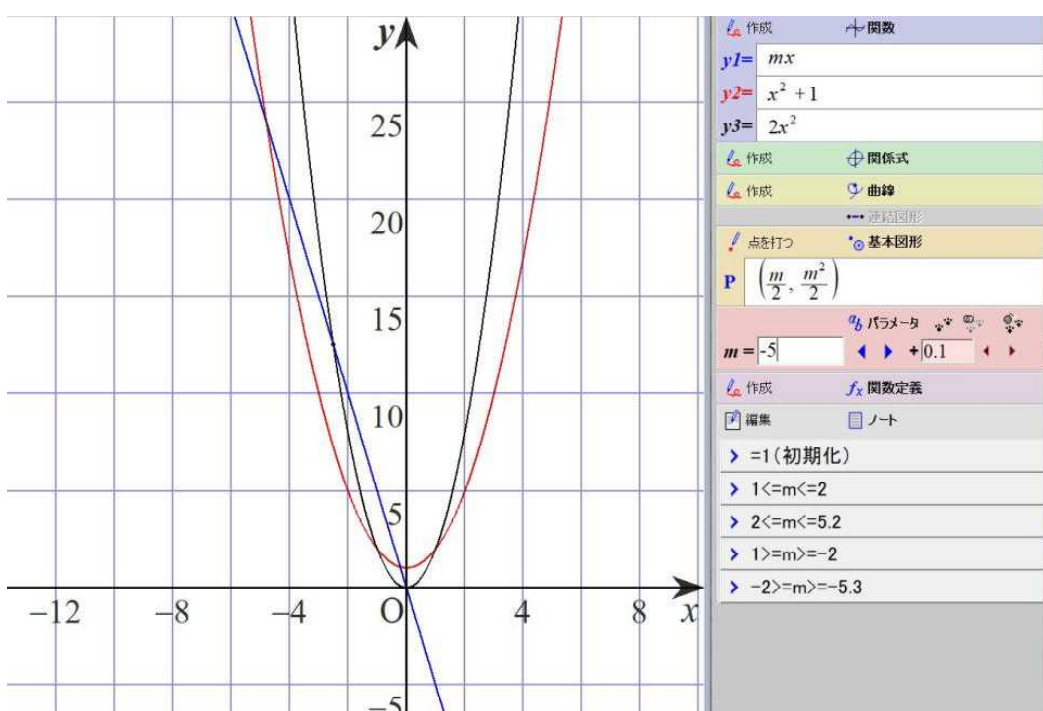 y
25
20
15
10
5
-12 -8 -4 O 4 8 x
-5
作成 関数
y1= mx
y2= x² + 1
y3= 2x²
作成 関係式
作成 曲線
連結図形
点を打つ 基本図形
P (m/2, m²/2)
ab パラメータ
m = -5 +0.1
作成 fx 関数定義
編集 ノート
> =1(初期化)
> 1<=m<=2
> 2<=m<=5.2
> 1>=m>=-2
> -2>=m>=-5.3